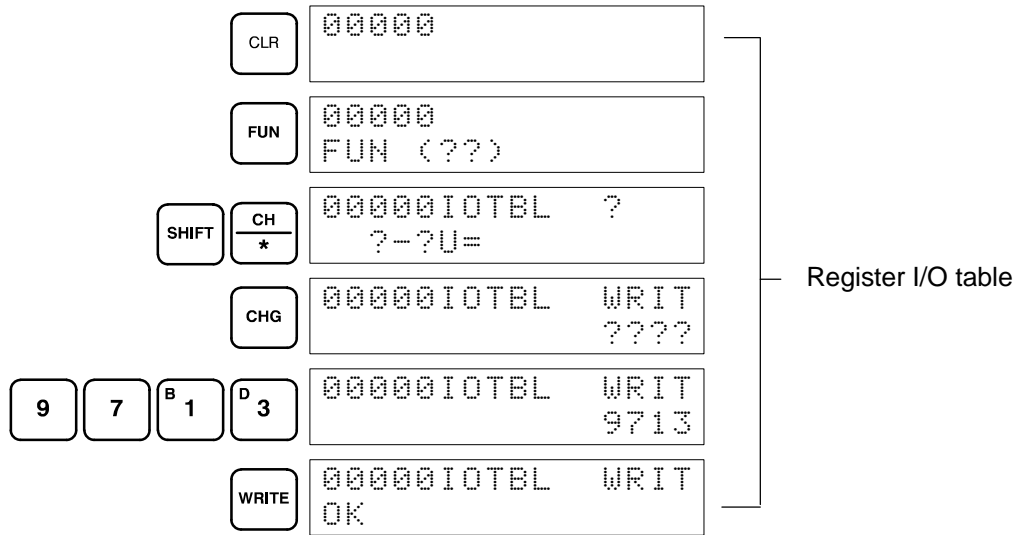 CLR
00000
FUN
00000
FUN (??)
SHIFT
CH
*
00000IOTBL ?
?-?U=
Register I/O table
CHG
00000IOTBL WRIT
????
9 7 B 1 D 3
00000IOTBL WRIT
9713
WRITE
00000IOTBL WRIT
OK